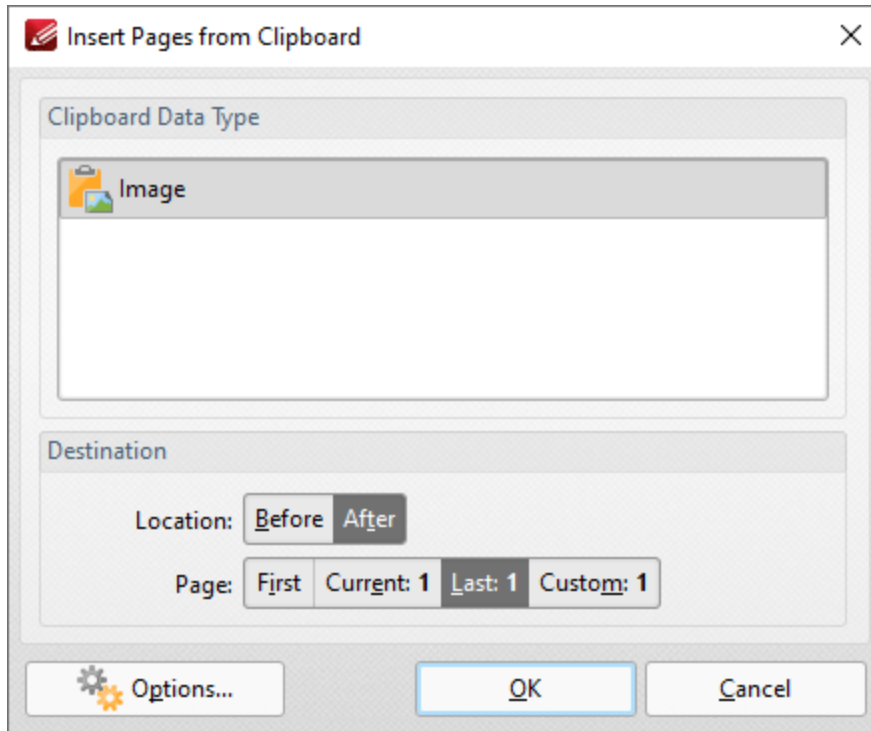 Insert Pages from Clipboard
Clipboard Data Type
Image
Destination
Location: Before After
Page: First Current: 1 Last: 1 Custom: 1
Options... OK Cancel